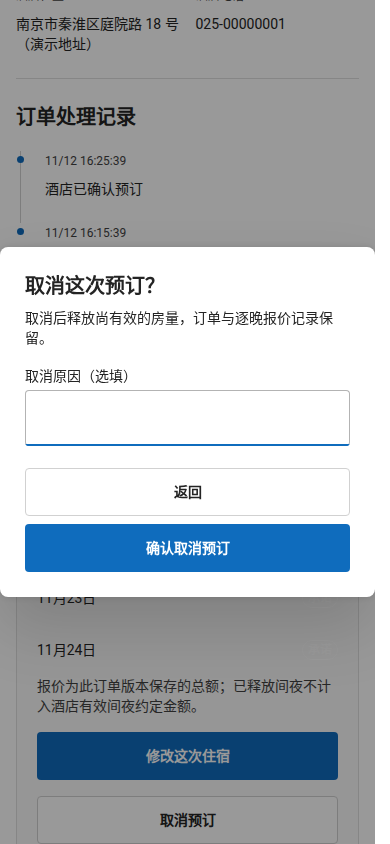 南京市秦淮区庭院路 18 号
（演示地址）
025-00000001
订单处理记录
11/12 16:25:39
酒店已确认预订
11/12 16:15:39
取消这次预订？
取消后释放尚有效的房量，订单与逐晚报价记录保
留。
取消原因（选填）
返回
确认取消预订
11月23日
11月24日
报价为此订单版本保存的总额；已释放间夜不计
入酒店有效间夜约定金额。
修改这次住宿
取消预订